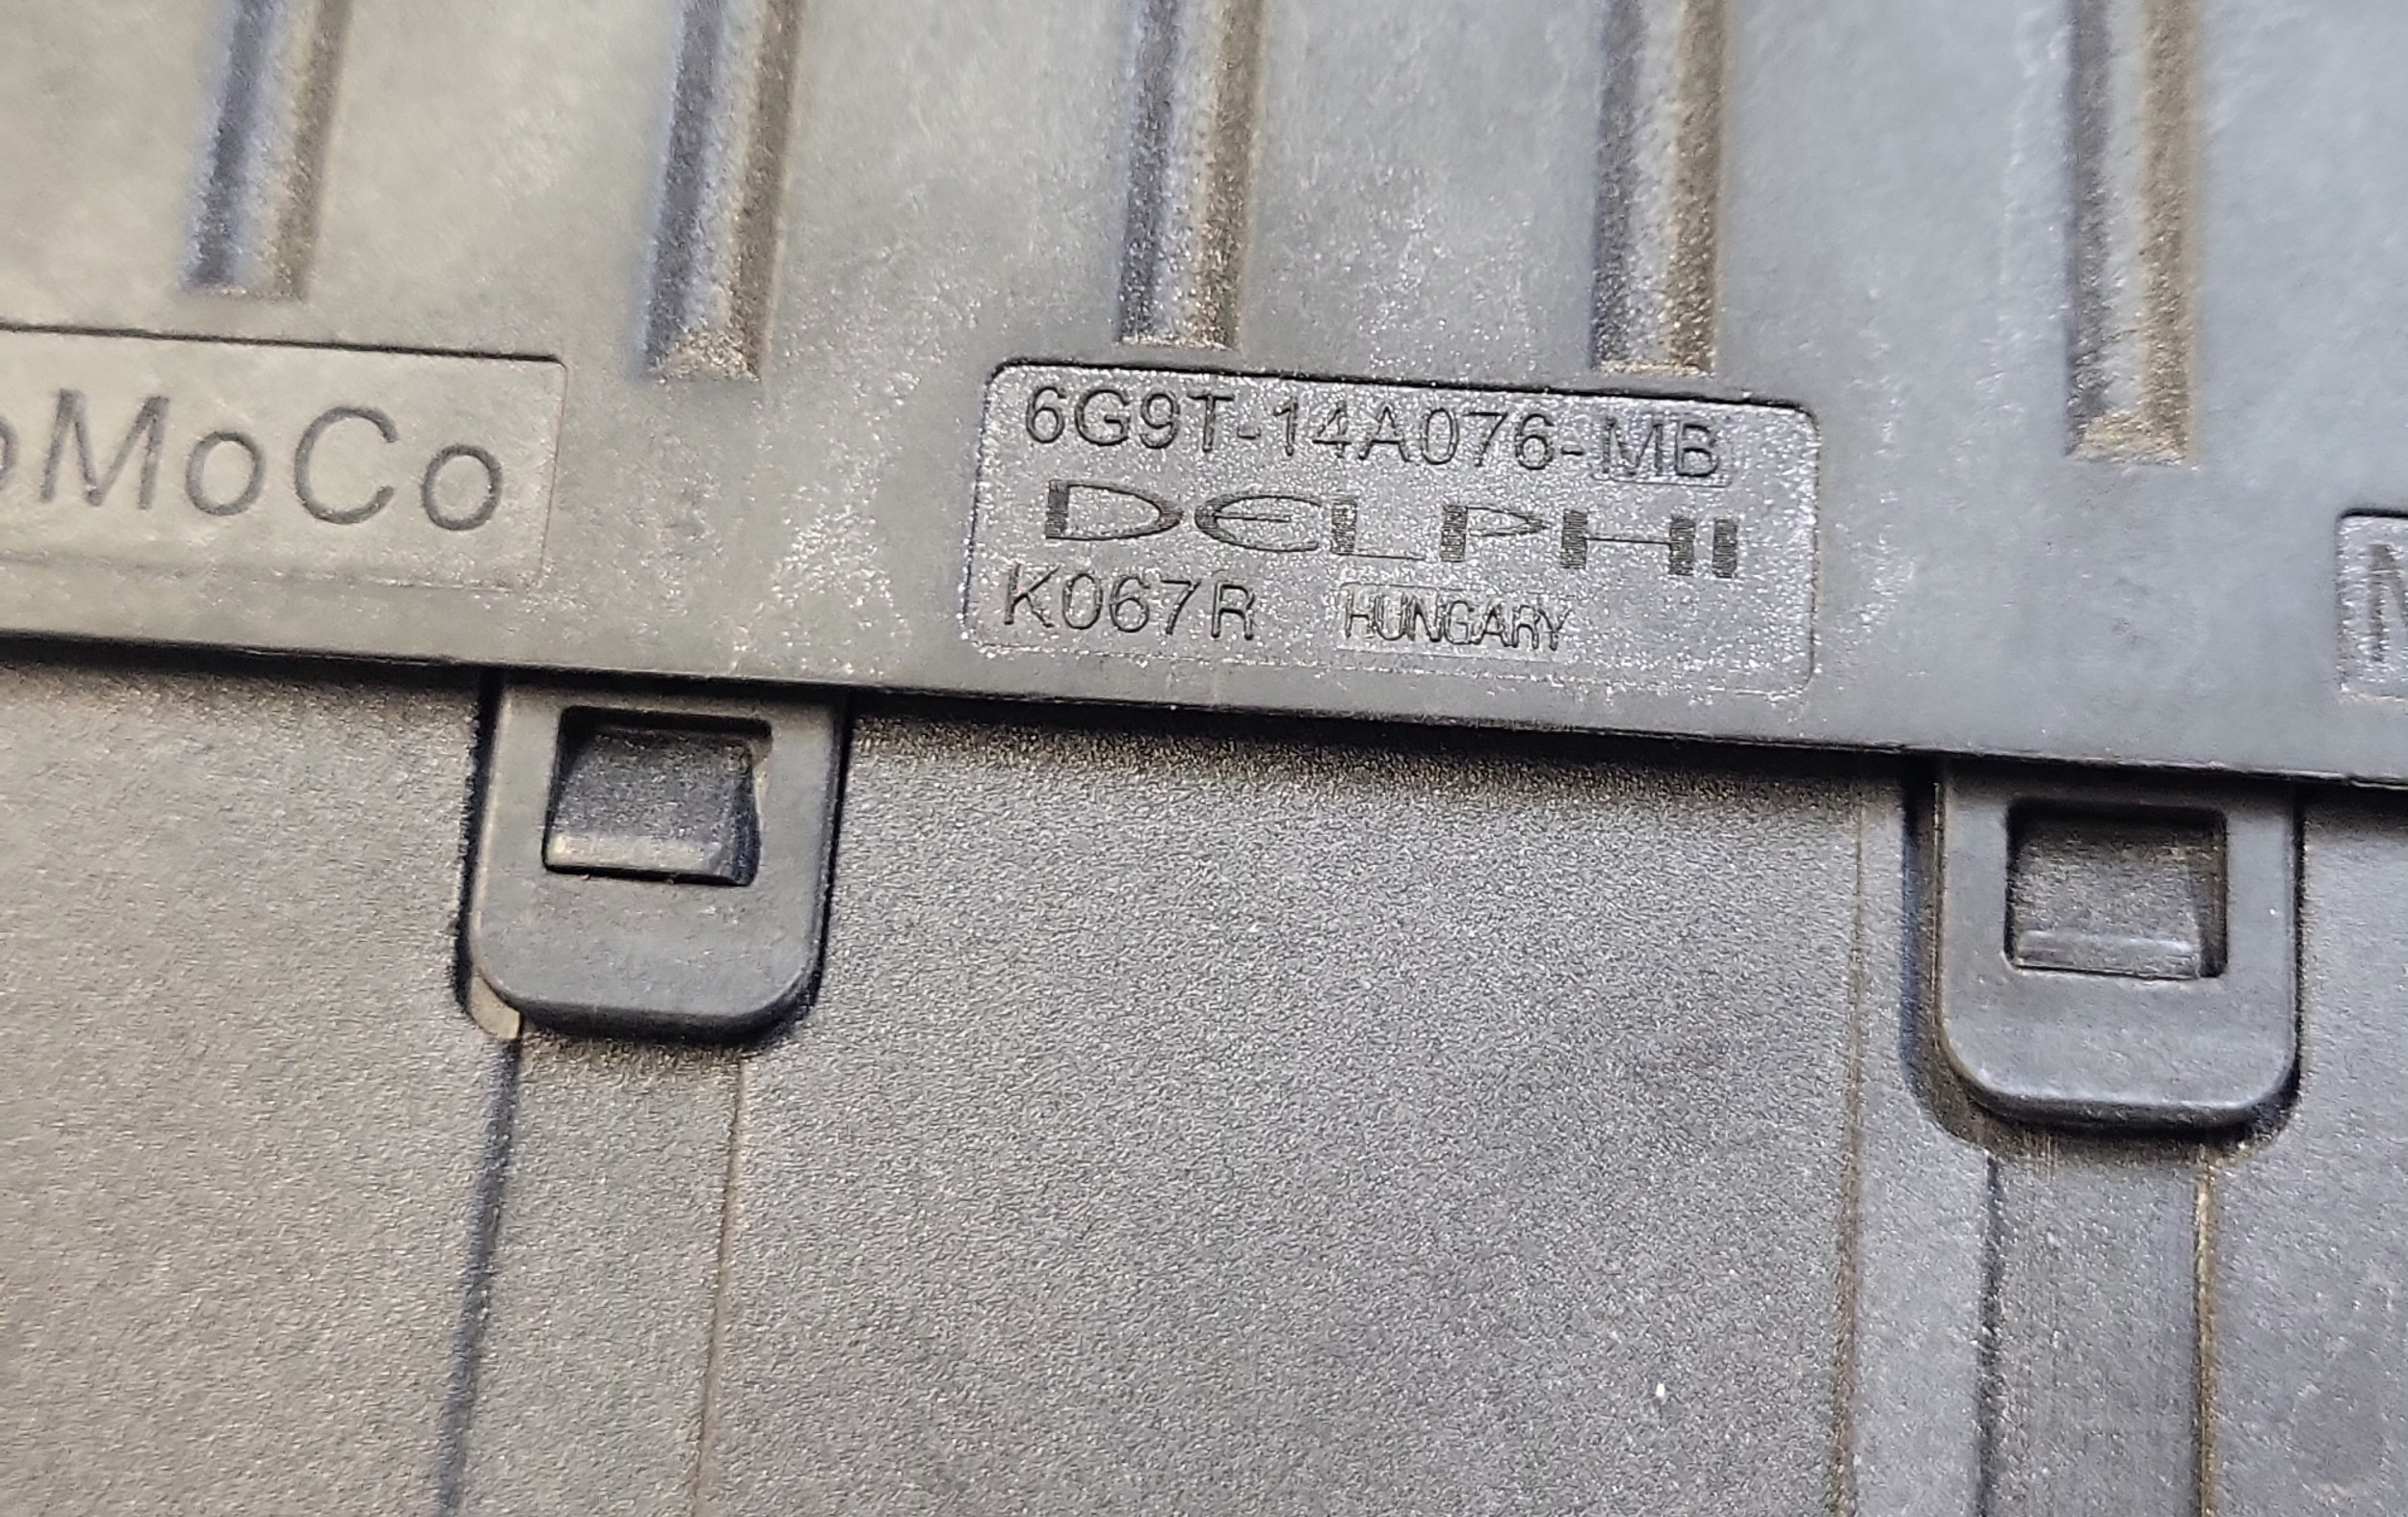 oMoCo
6G9T-14A076-MB
DELPHI
K067R HUNGARY